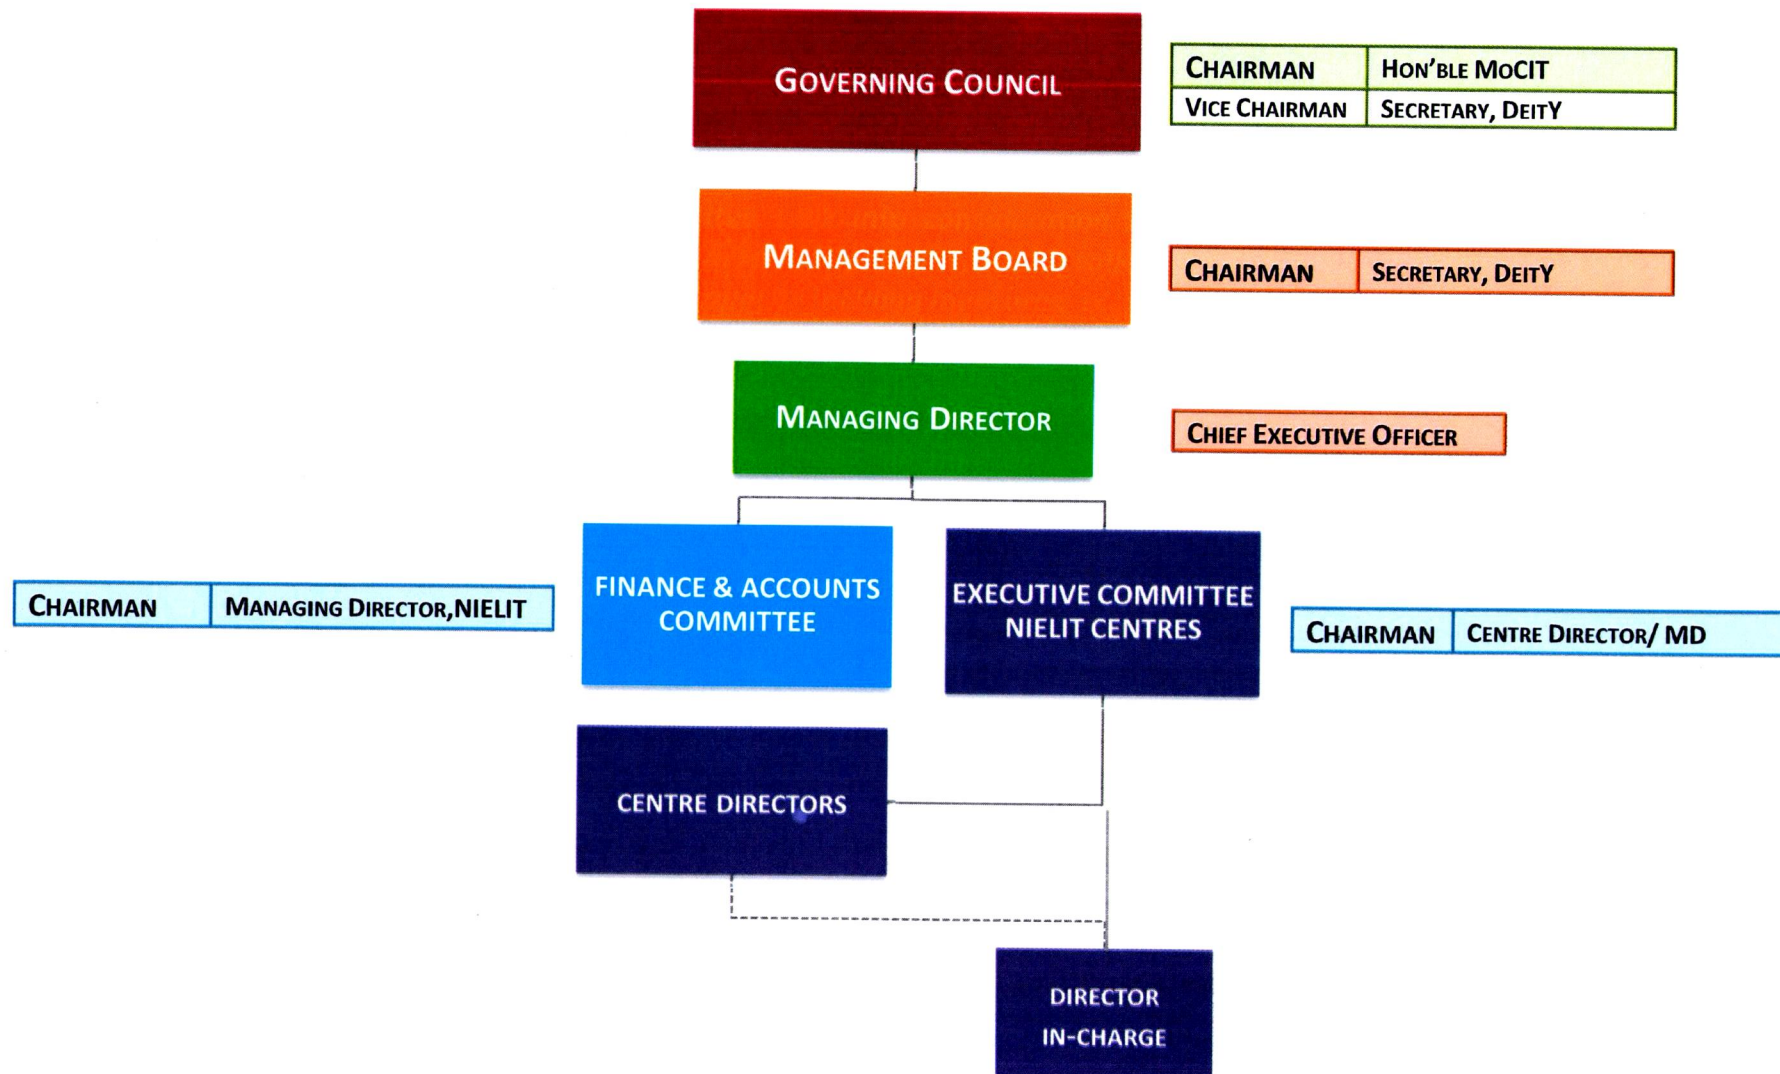 GOVERNING COUNCIL
CHAIRMAN HON'BLE MOCIT
VICE CHAIRMAN SECRETARY, DEITY
MANAGEMENT BOARD
CHAIRMAN SECRETARY, DEITY
MANAGING DIRECTOR
CHIEF EXECUTIVE OFFICER
CHAIRMAN MANAGING DIRECTOR,NIELIT
FINANCE & ACCOUNTS
COMMITTEE
EXECUTIVE COMMITTEE
NIELIT CENTRES
CHAIRMAN CENTRE DIRECTOR/ MD
CENTRE DIRECTORS
DIRECTOR
IN-CHARGE